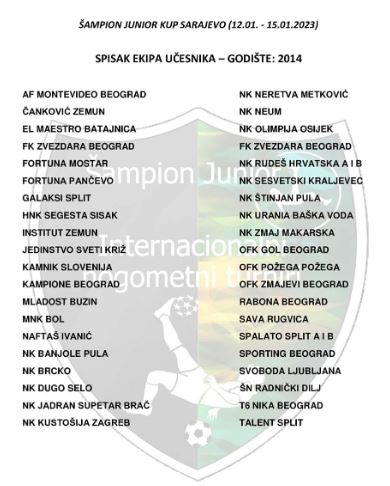 ŠAMPION JUNIOR KUP SARAJEVO (12.01. - 15.01.2023)
SPISAK EKIPA UČESNIKA – GODIŠTE: 2014
AF MONTEVIDEO BEOGRAD
ČANKOVIĆ ZEMUN
EL MAESTRO BATAJNICA
FK ZVEZDARA BEOGRAD
FORTUNA MOSTAR
FORTUNA PANČEVO
GALAKSI SPLIT
HNK SEGESTA SISAK
INSTITUT ZEMUN
JEDINSTVO SVETI KRIŽ
KAMNIK SLOVENIJA
KAMPIONE BEOGRAD
MLADOST BUZIN
MNK BOL
NAFTAŠ IVANIĆ
NK BANJOLE PULA
NK BRCKO
NK DUGO SELO
NK JADRAN SUPETAR BRAČ
NK KUSTOŠIJA ZAGREB
NK NERETVA METKOVIĆ
NK NEUM
NK OLIMPIJA OSIJEK
FK ZVEZDARA BEOGRAD
NK RUDEŠ HRVATSKA A I B
NK SESVETSKI KRALJEVEC
NK ŠTINJAN PULA
NK URANIA BAŠKA VODA
NK ZMAJ MAKARSKA
OFK GOL BEOGRAD
OFK POŽEGA POŽEGA
OFK ZMAJEVI BEOGRAD
RABONA BEOGRAD
SAVA RUGVICA
SPALATO SPLIT A I B
SPORTING BEOGRAD
SVOBODA LJUBLJANA
ŠN RADNIČKI DILJ
T6 NIKA BEOGRAD
TALENT SPLIT
Šampion Junior
Internacionalni
nogometni turnir